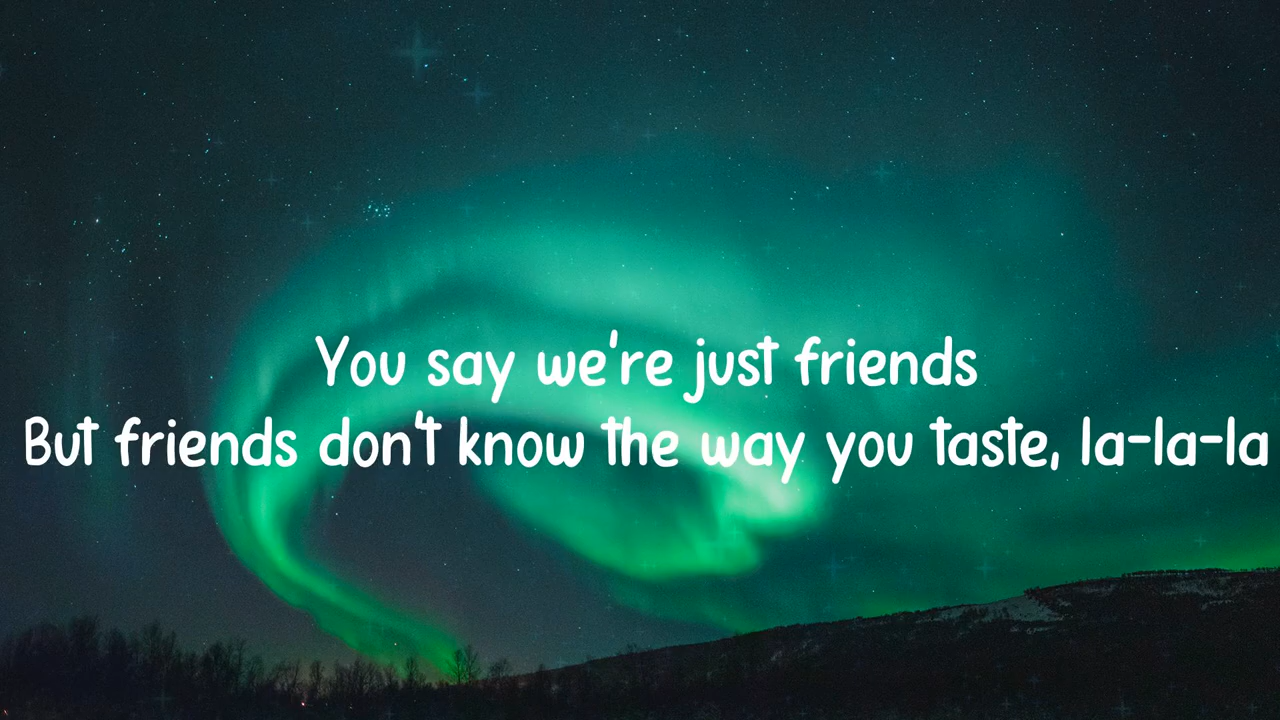 You say we're just friends
But friends don't know the way you taste, la-la-la